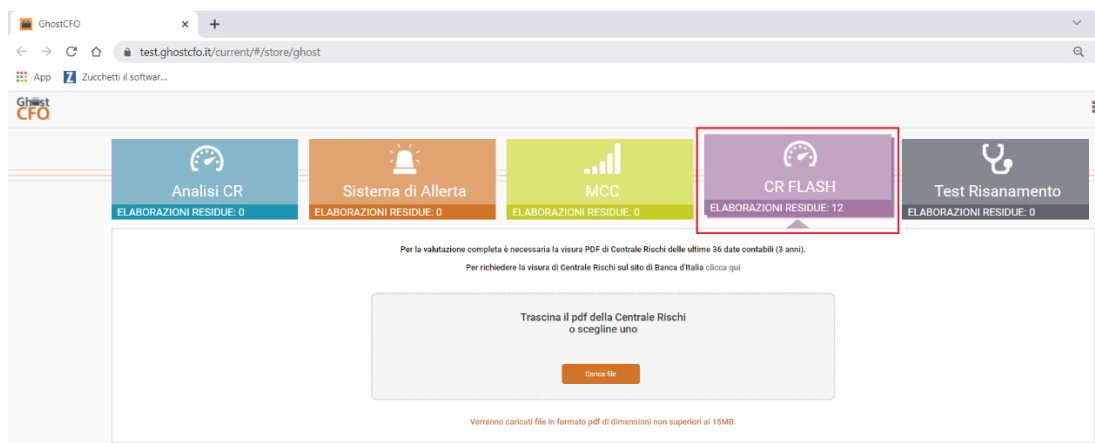 GhostCFO
test.ghostcfo.it/current/#/store/ghost
App
Z
Zucchetti il softwar...
Ghost
CFO
Analisi CR
ELABORAZIONI RESIDUE: 0
Sistema di Allerta
ELABORAZIONI RESIDUE: 0
MCC
ELABORAZIONI RESIDUE: 0
CR FLASH
ELABORAZIONI RESIDUE: 12
Test Risanamento
ELABORAZIONI RESIDUE: 0
Per la valutazione completa è necessaria la visura PDF di Centrale Rischi delle ultime 36 date contabili (3 anni).
Per richiedere la visura di Centrale Rischi sul sito di Banca d'Italia clicca qui
Trascina il pdf della Centrale Rischi
o scegline uno
Carica file
Verranno caricati file in formato pdf di dimensioni non superiori ai 15MB.